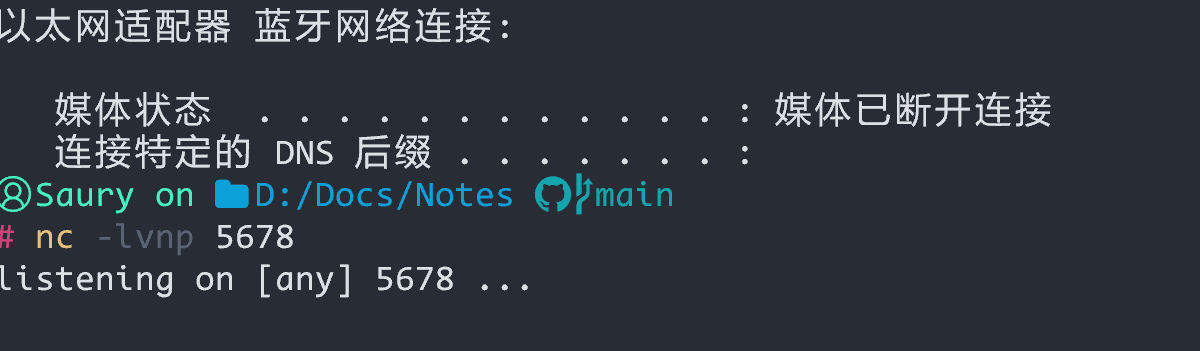 以太网适配器 蓝牙网络连接:
媒体状态 . . . . . . . . . . . . : 媒体已断开连接
连接特定的 DNS 后缀 . . . . . . . :
Saury on D:/Docs/Notes main
# nc -lvnp 5678
listening on [any] 5678 ...